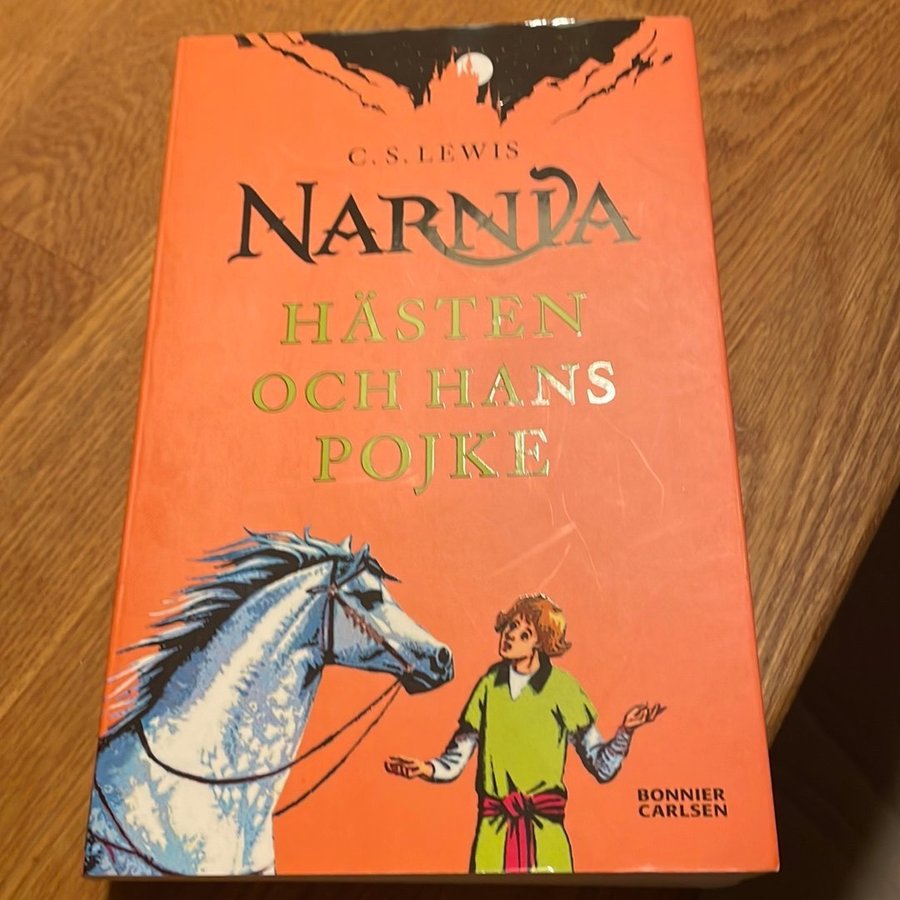 C. S. LEWIS
NARNIA
HÄSTEN
OCH HANS
POJKE
BONNIER
CARLSEN